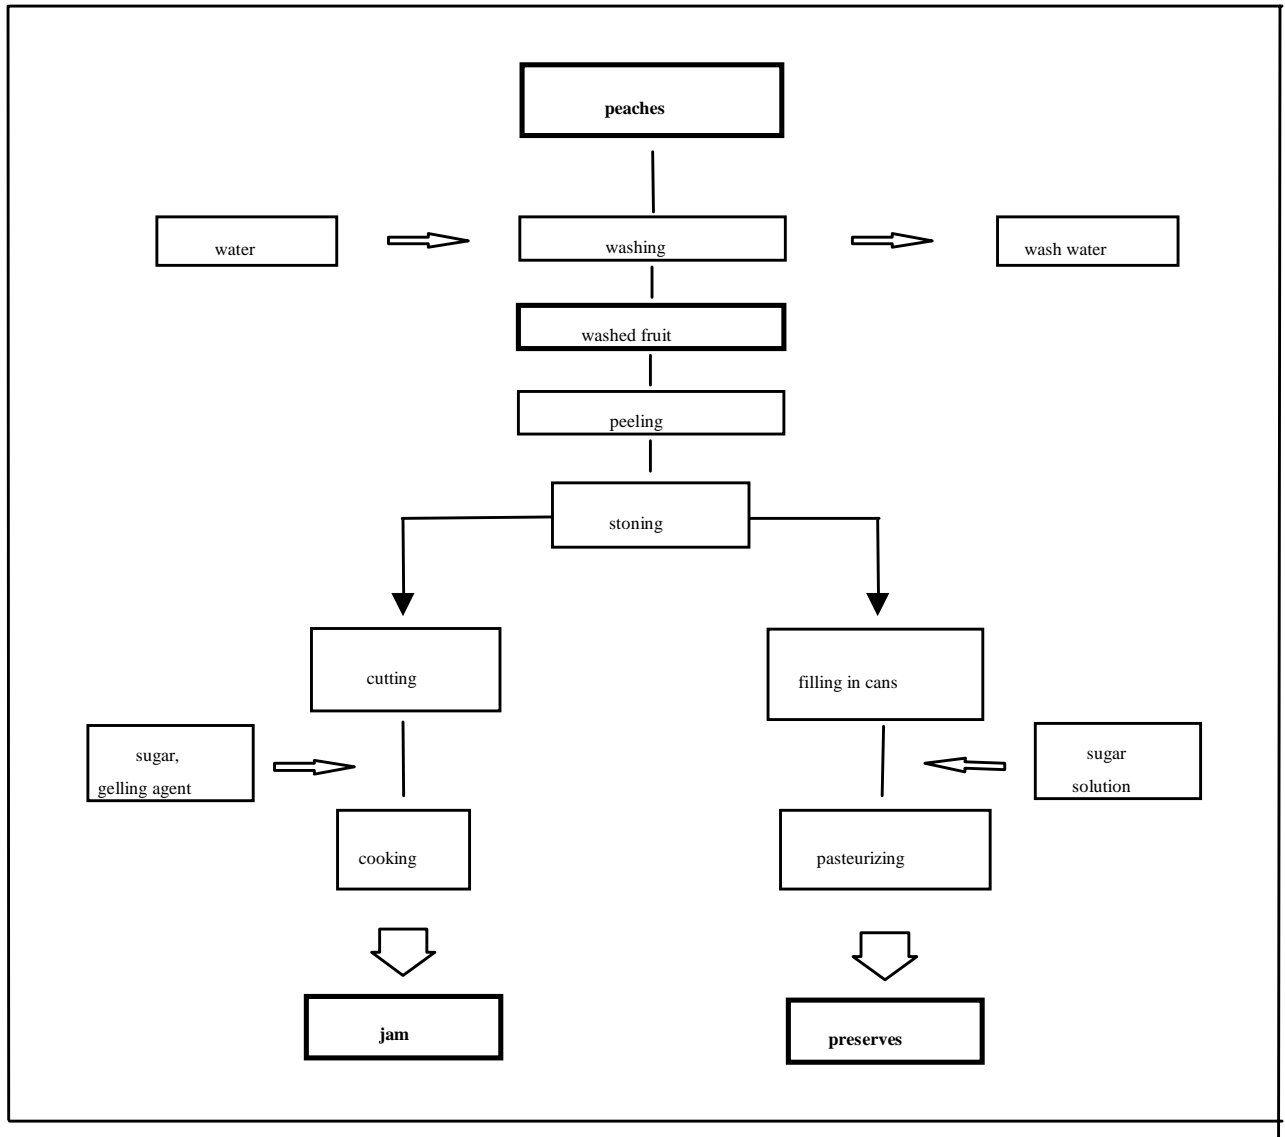 peaches
water
washing
wash water
washed fruit
peeling
stoning
cutting
filling in cans
sugar,
gelling agent
sugar
solution
cooking
pasteurizing
jam
preserves